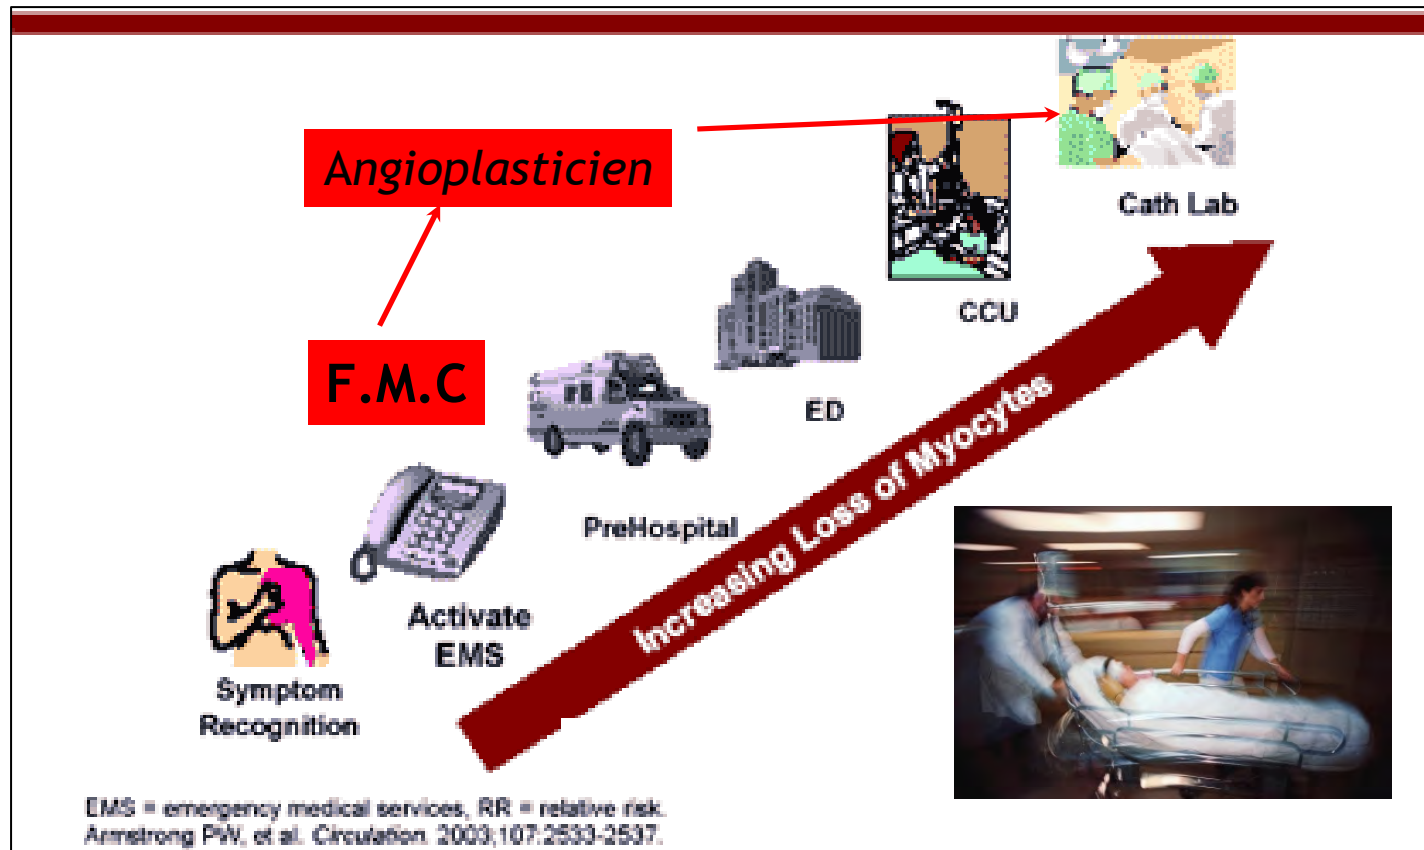 Angioplasticien
Cath Lab
CCU
F.M.C
ED
PreHospital
Increasing Loss of Myocytes
Activate
EMS
Symptom
Recognition
EMS = emergency medical services, RR = relative risk.
Armstrong PW, et al. Circulation. 2003;107:2533-2537.